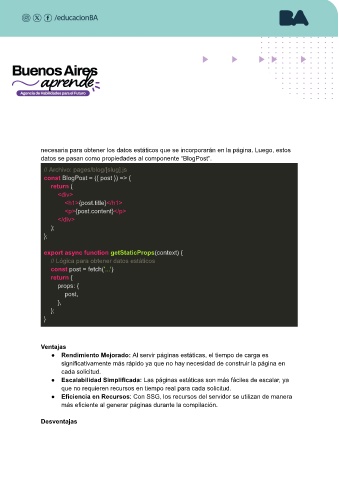 /educacionBA
BA
Buenos Aires
aprende
Agencia de Habilidades para el Futuro
necesaria para obtener los datos estáticos que se incorporarán en la página. Luego, estos
datos se pasan como propiedades al componente "BlogPost".
// Archivo: pages/blog/[slug].js
const BlogPost = ({ post }) => {
return (
<div>
<h1>{post.title}</h1>
<p>{post.content}</p>
</div>
);
};
export async function getStaticProps(context) {
// Lógica para obtener datos estáticos
const post = fetch('...')
return {
props: {
post,
},
};
}
Ventajas
● Rendimiento Mejorado: Al servir páginas estáticas, el tiempo de carga es
significativamente más rápido ya que no hay necesidad de construir la página en
cada solicitud.
● Escalabilidad Simplificada: Las páginas estáticas son más fáciles de escalar, ya
que no requieren recursos en tiempo real para cada solicitud.
● Eficiencia en Recursos: Con SSG, los recursos del servidor se utilizan de manera
más eficiente al generar páginas durante la compilación.
Desventajas